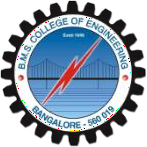 B.M.S. COLLEGE OF ENGINEERING
Estd 1946
BANGALORE - 560 019